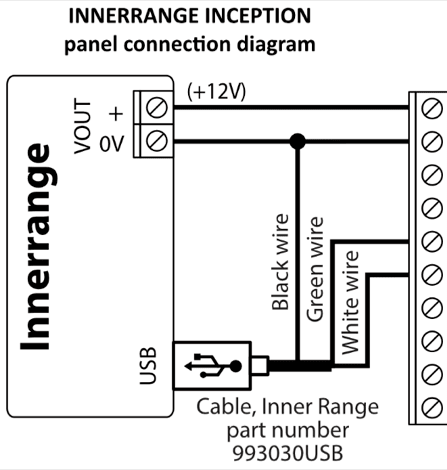 INNERRANGE INCEPTION
panel connection diagram
(+12V)
VOUT
+
0V
Innerrange
Black wire
Green wire
White wire
USB
Cable, Inner Range
part number
993030USB